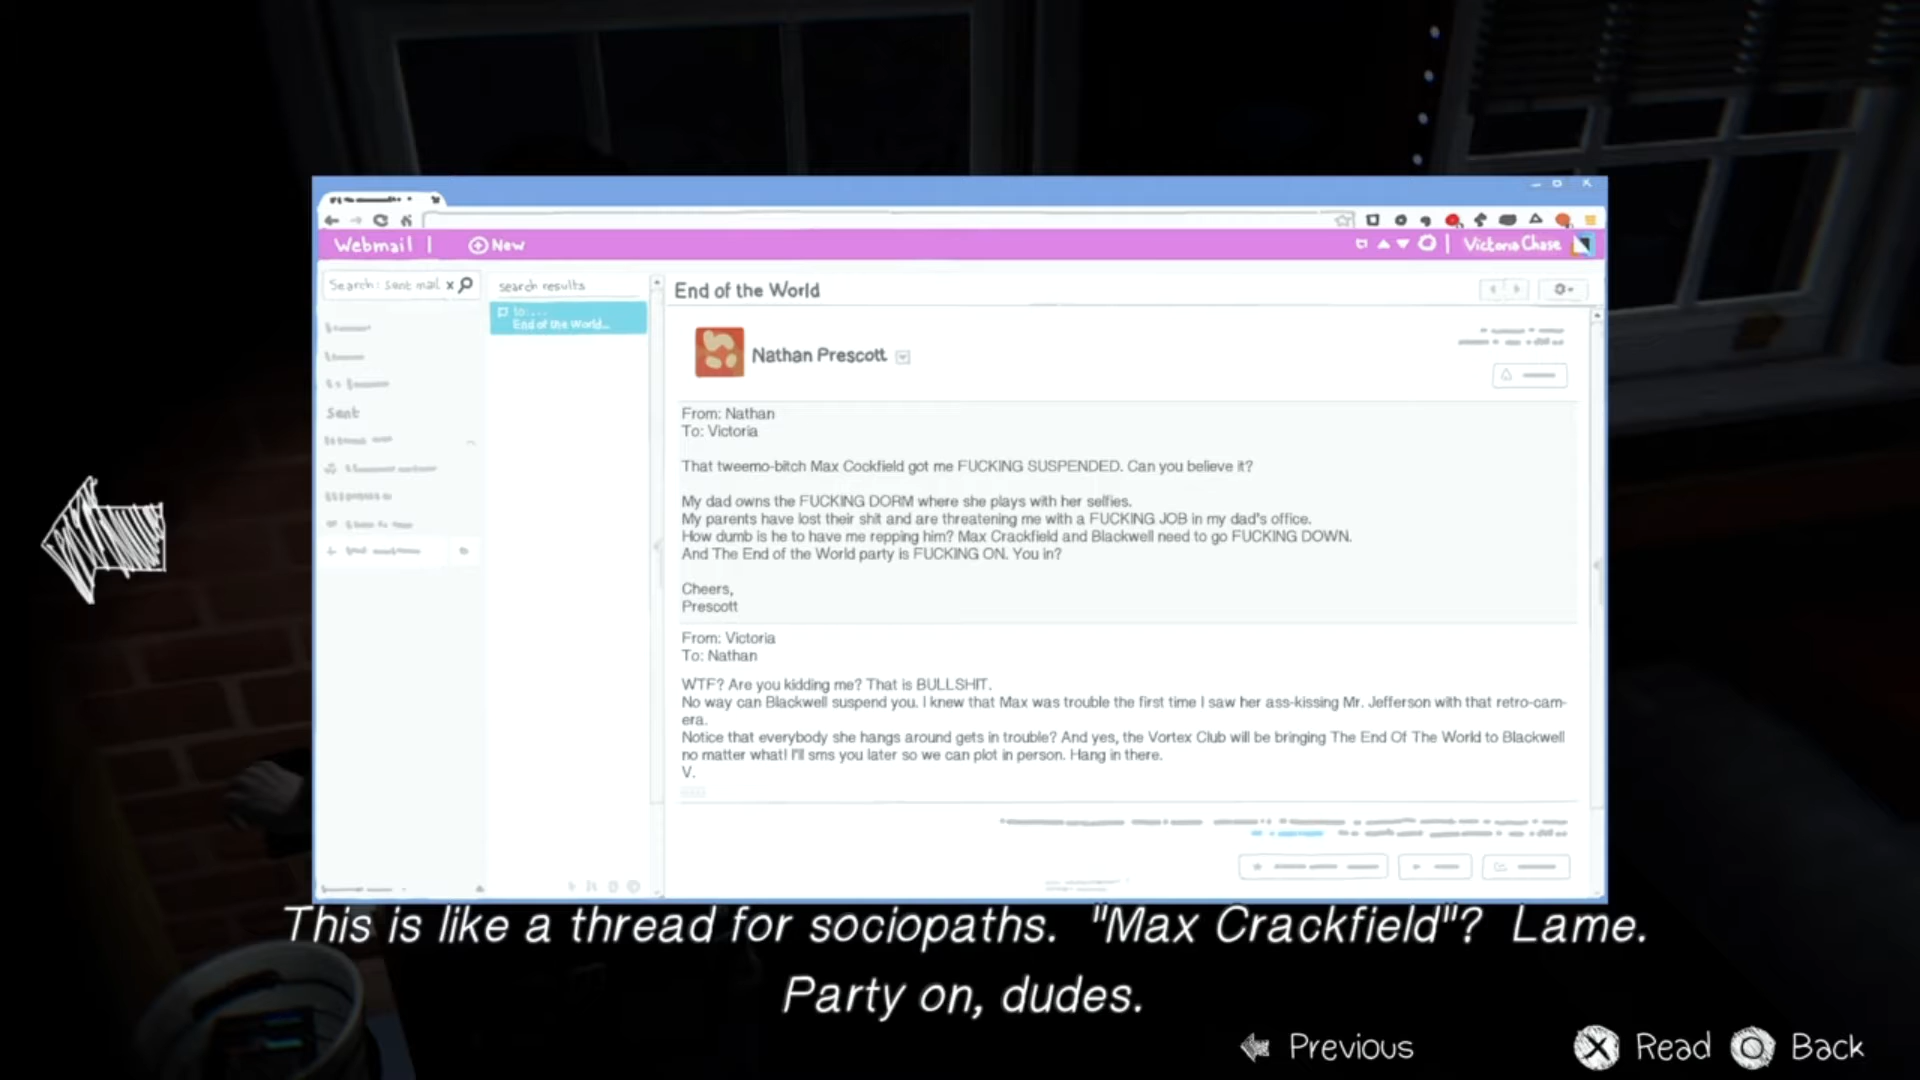 Webmail | New
Victoria Chase
Search: sent mail x
search results
End of the World
to:...
End of the World...
Nathan Prescott
Sent
From: Nathan
To: Victoria
That tweemo-bitch Max Cockfield got me FUCKING SUSPENDED. Can you believe it?
My dad owns the FUCKING DORM where she plays with her selfies.
My parents have lost their shit and are threatening me with a FUCKING JOB in my dad's office.
How dumb is he to have me repping him? Max Crackfield and Blackwell need to go FUCKING DOWN.
And The End of the World party is FUCKING ON. You in?
Cheers,
Prescott
From: Victoria
To: Nathan
WTF? Are you kidding me? That is BULLSHIT.
No way can Blackwell suspend you. I knew that Max was trouble the first time I saw her ass-kissing Mr. Jefferson with that retro-cam-
era.
Notice that everybody she hangs around gets in trouble? And yes, the Vortex Club will be bringing The End Of The World to Blackwell
no matter what! I'll sms you later so we can plot in person. Hang in there.
V.
This is like a thread for sociopaths. "Max Crackfield"? Lame.
Party on, dudes.
Previous
Read
Back